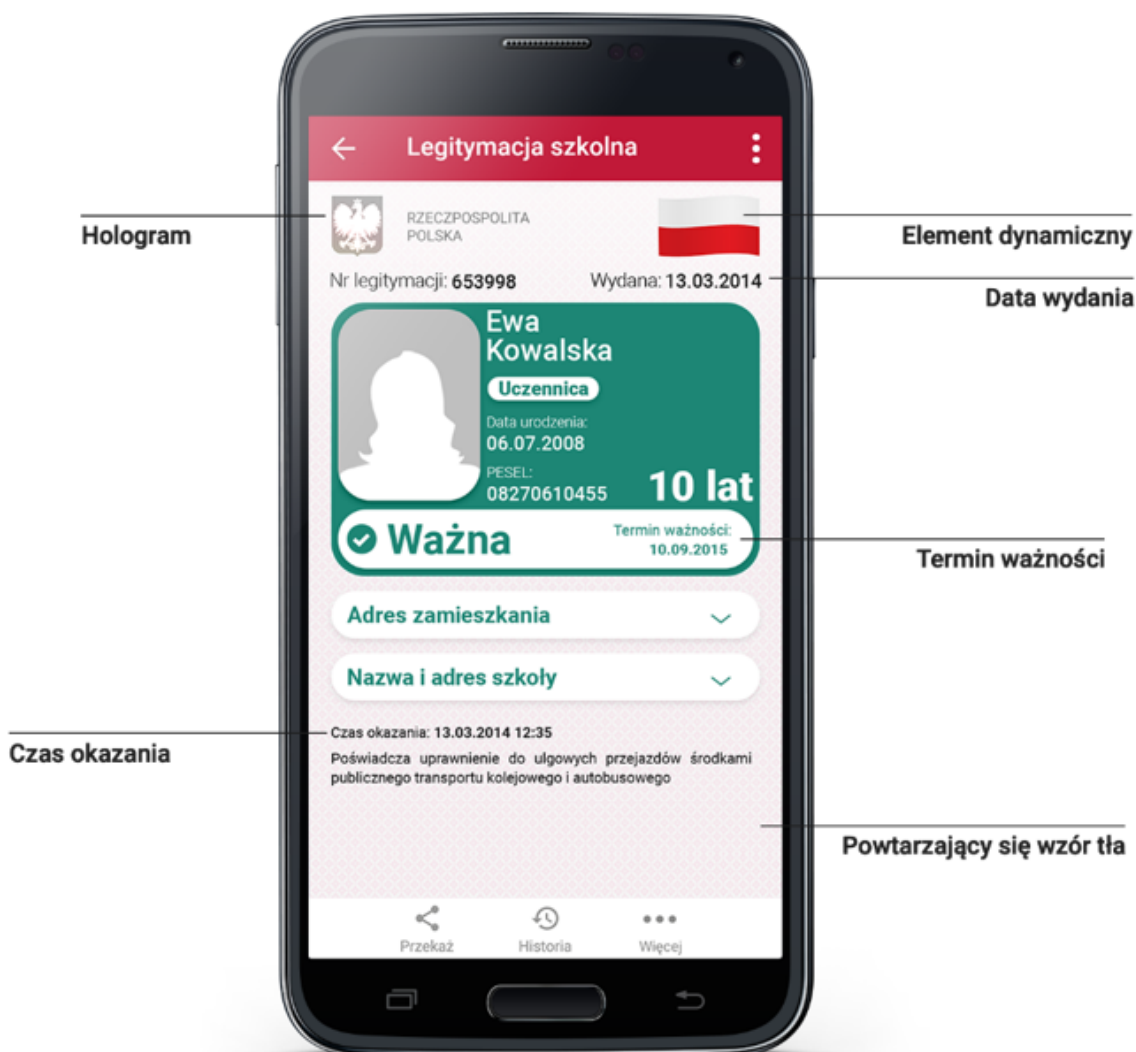 Legitymacja szkolna
RZECZPOSPOLITA
POLSKA
Hologram
Element dynamiczny
Nr legitymacji: 653998
Wydana: 13.03.2014
Data wydania
Ewa
Kowalska
Uczennica
Data urodzenia:
06.07.2008
PESEL:
08270610455
10 lat
Ważna
Termin ważności:
10.09.2015
Termin ważności
Adres zamieszkania
Nazwa i adres szkoły
Czas okazania: 13.03.2014 12:35
Czas okazania
Poświadcza uprawnienie do ulgowych przejazdów środkami
publicznego transportu kolejowego i autobusowego
Powtarzający się wzór tła
Przekaż
Historia
Więcej